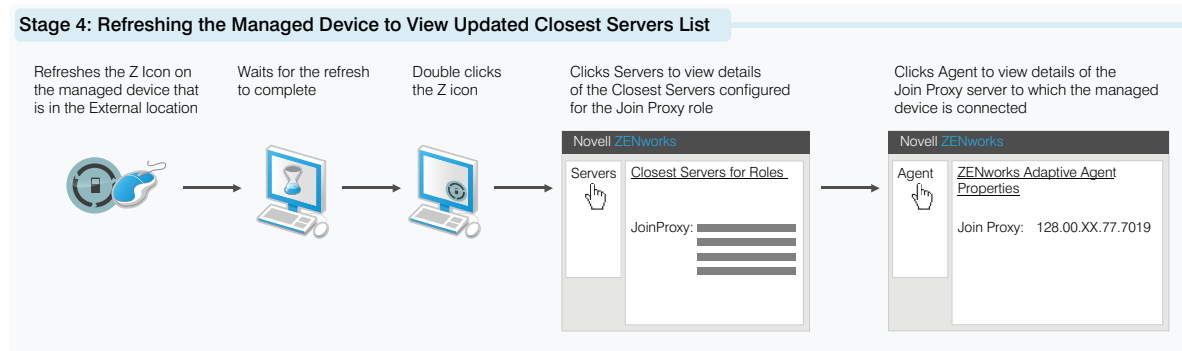 Stage 4: Refreshing the Managed Device to View Updated Closest Servers List
Refreshes the Z Icon on
the managed device that
is in the External location
Waits for the refresh
to complete
Double clicks
the Z icon
Clicks Servers to view details
of the Closest Servers configured
for the Join Proxy role
Clicks Agent to view details of the
Join Proxy server to which the managed
device is connected
Novell ZENworks
Servers
Closest Servers for Roles
JoinProxy:
Novell ZENworks
Agent
ZENworks Adaptive Agent
Properties
Join Proxy: 128.00.XX.77.7019